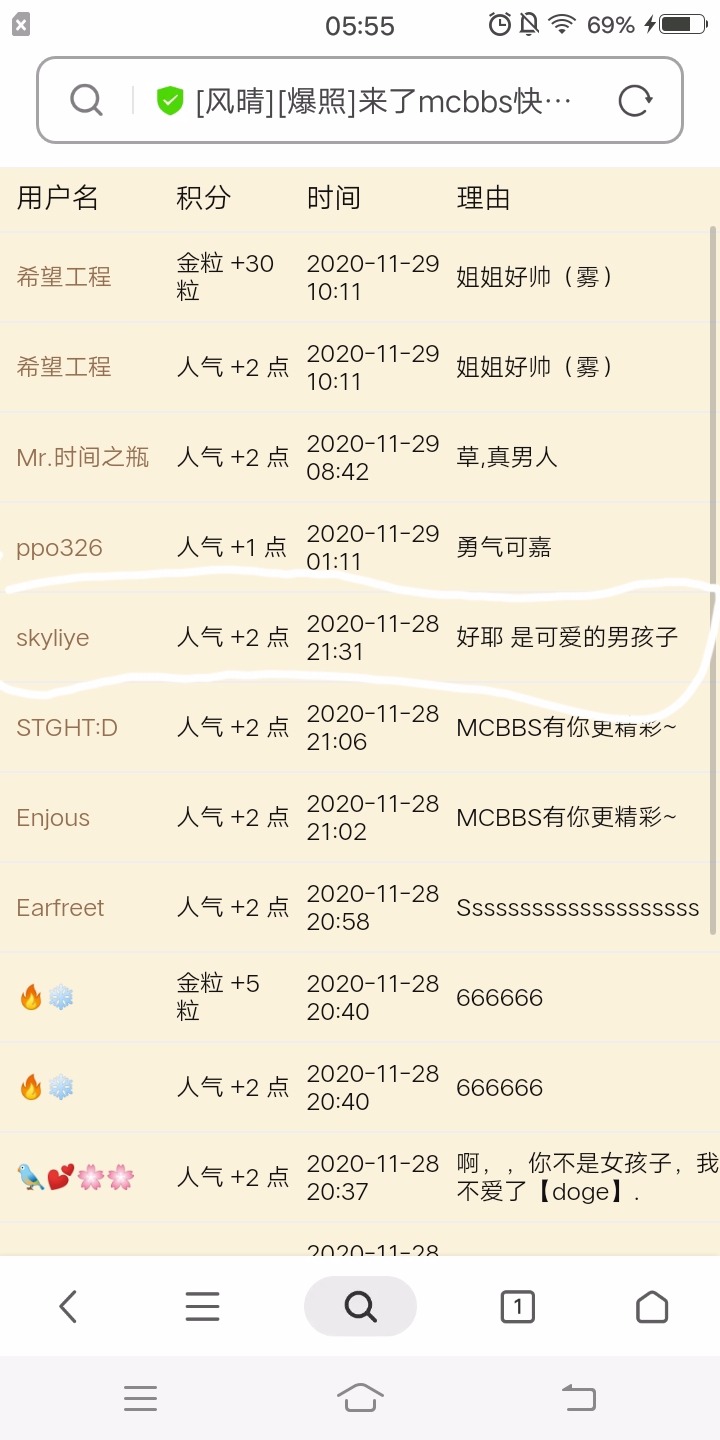 05:55
69%
[风晴][爆照]来了mcbbs快…
用户名 积分 时间 理由
希望工程 金粒 +30 粒 2020-11-29 10:11 姐姐好帅（雾）
希望工程 人气 +2 点 2020-11-29 10:11 姐姐好帅（雾）
Mr.时间之瓶 人气 +2 点 2020-11-29 08:42 草,真男人
ppo326 人气 +1 点 2020-11-29 01:11 勇气可嘉
skyliye 人气 +2 点 2020-11-28 21:31 好耶 是可爱的男孩子
STGHT:D 人气 +2 点 2020-11-28 21:06 MCBBS有你更精彩~
Enjous 人气 +2 点 2020-11-28 21:02 MCBBS有你更精彩~
Earfreet 人气 +2 点 2020-11-28 20:58 Ssssssssssssssssssss
🔥❄️ 金粒 +5 粒 2020-11-28 20:40 666666
🔥❄️ 人气 +2 点 2020-11-28 20:40 666666
🐦💕🌸🌸 人气 +2 点 2020-11-28 20:37 啊，，你不是女孩子，我不爱了【doge】.
2020-11-28
1